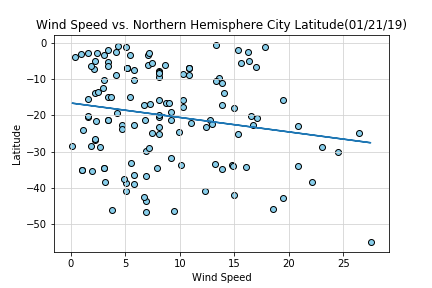 Wind Speed vs. Northern Hemisphere City Latitude(01/21/19)
0
−10
−20
−30
−40
−50
Latitude
0 5 10 15 20 25
Wind Speed